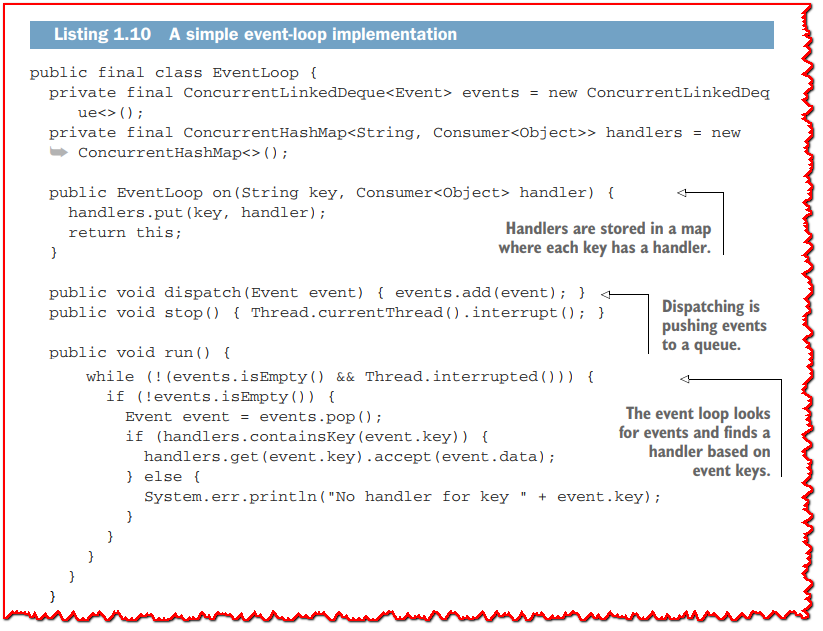 Listing 1.10 A simple event-loop implementation
public final class EventLoop {
private final ConcurrentLinkedDeque<Event> events = new ConcurrentLinkedDeq
ue<>();
private final ConcurrentHashMap<String, Consumer<Object>> handlers = new
ConcurrentHashMap<>();
public EventLoop on(String key, Consumer<Object> handler) {
handlers.put(key, handler);
return this;
}
Handlers are stored in a map
where each key has a handler.
public void dispatch(Event event) { events.add(event); }
public void stop() { Thread.currentThread().interrupt(); }
Dispatching is
pushing events
to a queue.
public void run() {
while (!(events.isEmpty() && Thread.interrupted())) {
if (!events.isEmpty()) {
Event event = events.pop();
if (handlers.containsKey(event.key)) {
handlers.get(event.key).accept(event.data);
} else {
System.err.println("No handler for key " + event.key);
}
}
}
}
}
The event loop looks
for events and finds a
handler based on
event keys.